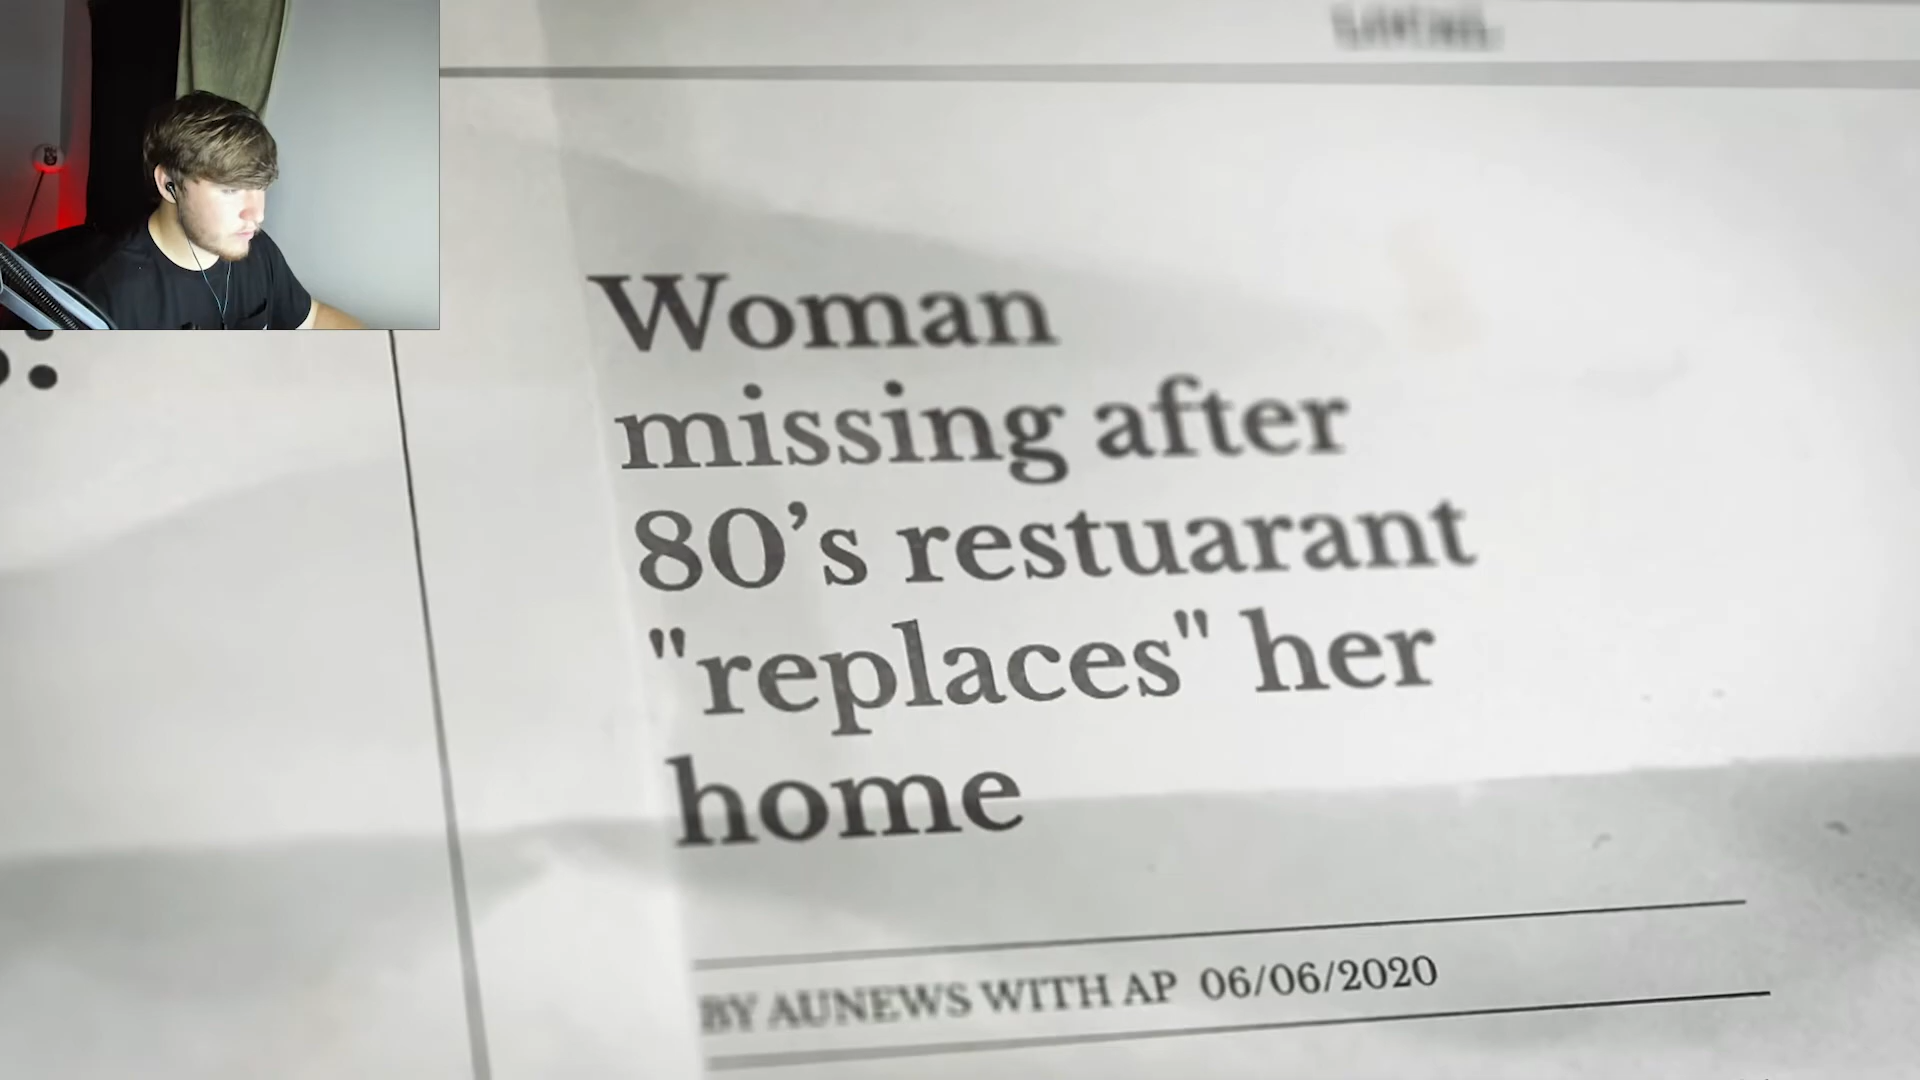 Woman
missing after
80’s restuarant
"replaces" her
home
BY AUNEWS WITH AP 06/06/2020